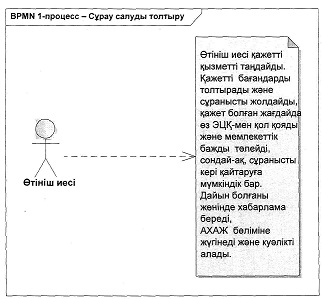 BPMN 1-процесс – Сұрау салуды толтыру
Өтініш иесі қажетті
қызметті таңдайды.
Қажетті бағандарды
толтырады және
сұранысты жолдайды,
қажет болған жағдайда
өз ЭЦҚ-мен қол қояды
және мемлекеттік
бажды төлейді,
сондай-ақ, сұранысты
кері қайтаруға
мүмкіндік бар.
Дайын болғаны
жөнінде хабарлама
береді,
АХАЖ бөліміне
жүгінеді және куәлікті
алады.
Өтініш иесі